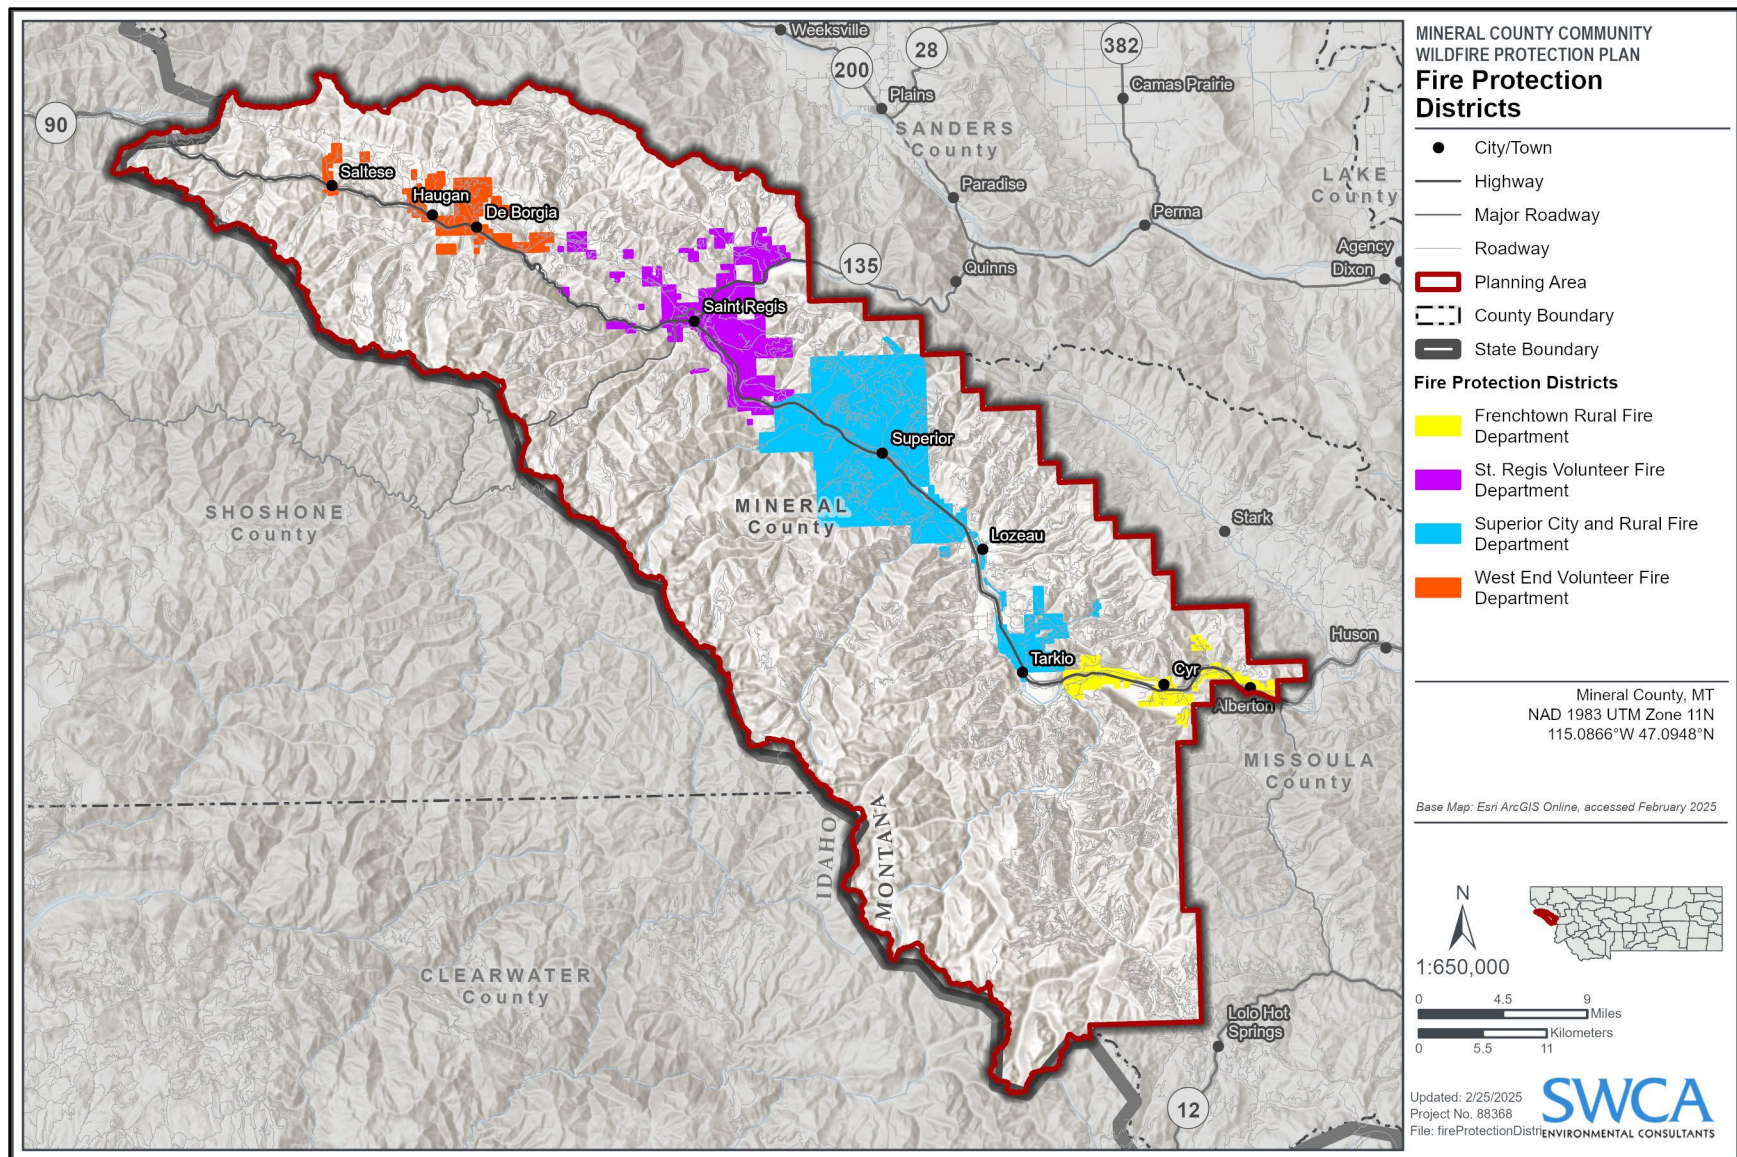 MINERAL COUNTY COMMUNITY
WILDFIRE PROTECTION PLAN
Fire Protection
Districts
City/Town
Highway
Major Roadway
Roadway
Planning Area
County Boundary
State Boundary
Fire Protection Districts
Frenchtown Rural Fire
Department
St. Regis Volunteer Fire
Department
Superior City and Rural Fire
Department
West End Volunteer Fire
Department
Mineral County, MT
NAD 1983 UTM Zone 11N
115.0866°W 47.0948°N
Base Map: Esri ArcGIS Online, accessed February 2025
N
1:650,000
0 4.5 9
Miles
Kilometers
0 5.5 11
Updated: 2/25/2025
Project No. 88368
File: fireProtectionDistri
SWCA
ENVIRONMENTAL CONSULTANTS
Weeksville
28
382
200
Plains
Camas Prairie
90
SANDERS
County
LAKE
County
Saltese
Haugan
De Borgia
Paradise
Perma
Agency
Dixon
135
Quinns
Saint Regis
Superior
MINERAL
County
SHOSHONE
County
Stark
Lozeau
Huson
Tarkio
Cyr
Alberton
MISSOULA
County
IDAHO
MONTANA
CLEARWATER
County
Lolo Hot
Springs
12